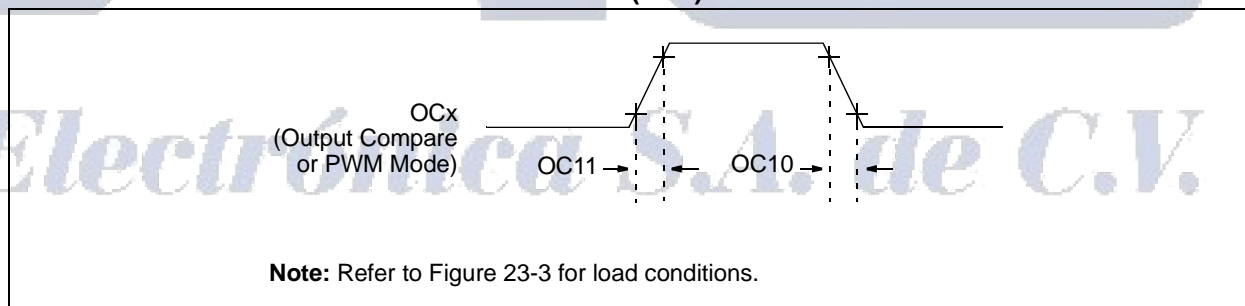 OCx
(Output Compare
or PWM Mode)
OC11
OC10
Electrónica S.A. de C.V.
Note: Refer to Figure 23-3 for load conditions.